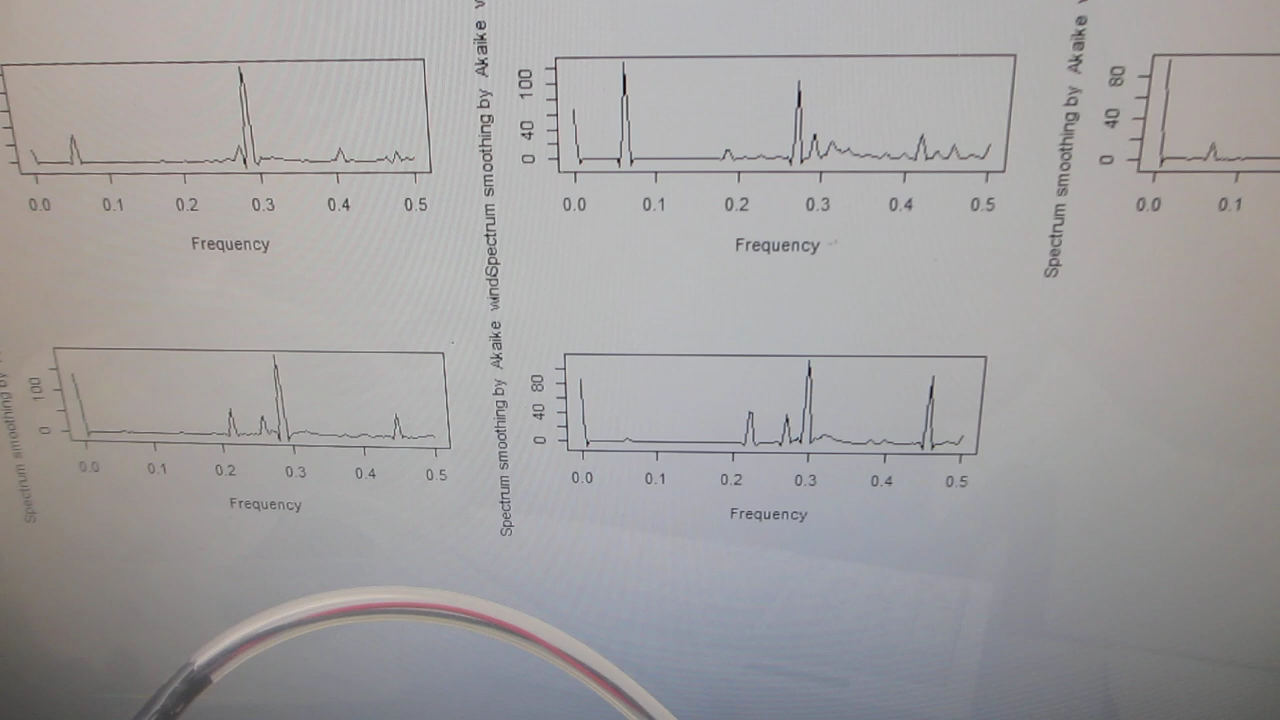 Spectrum smoothing by Akaike
100
40
0
0.0 0.1 0.2 0.3 0.4 0.5
Frequency
0.0 0.1 0.2 0.3 0.4 0.5
Frequency
Spectrum smoothing by Akaike
80
40
0
0.0 0.1
Spectrum smoothing by
100
0
0.0 0.1 0.2 0.3 0.4 0.5
Frequency
Spectrum smoothing by Akaike wind
80
40
0
0.0 0.1 0.2 0.3 0.4 0.5
Frequency